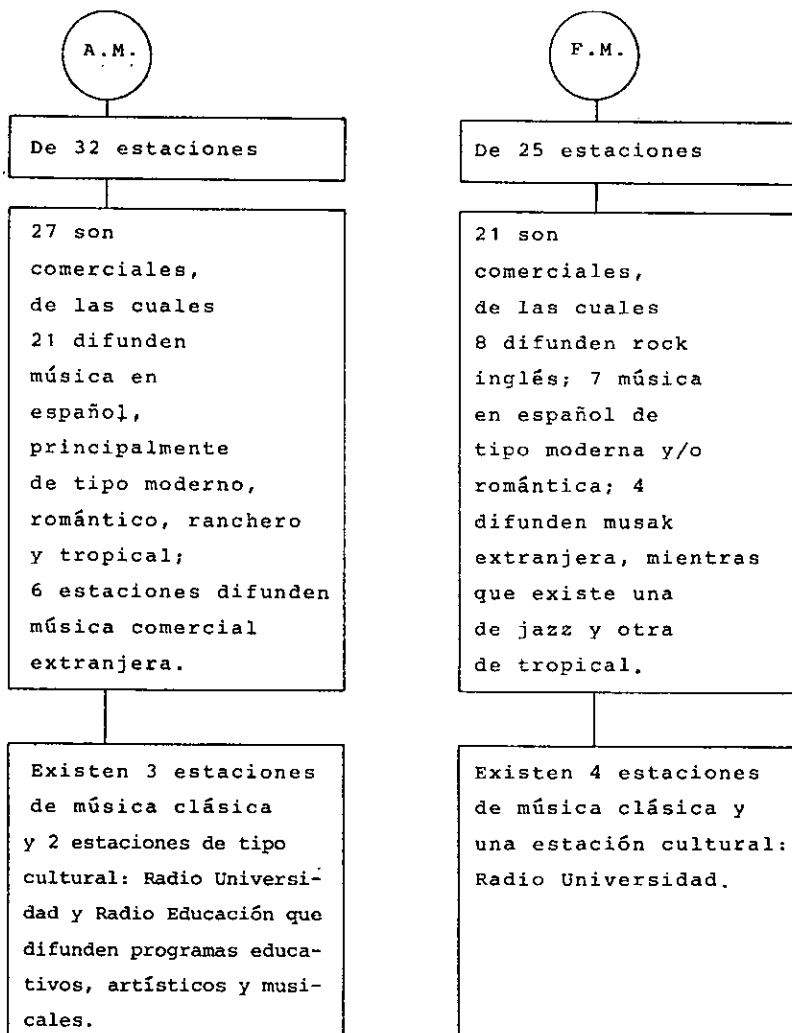 A.M.
De 32 estaciones
27 son
comerciales,
de las cuales
21 difunden
música en
español,
principalmente
de tipo moderno,
romántico, ranchero
y tropical;
6 estaciones difunden
música comercial
extranjera.
Existen 3 estaciones
de música clásica
y 2 estaciones de tipo
cultural: Radio Universi-
dad y Radio Educación que
difunden programas educa-
tivos, artísticos y musi-
cales.
F.M.
De 25 estaciones
21 son
comerciales,
de las cuales
8 difunden rock
inglés; 7 música
en español de
tipo moderna y/o
romántica; 4
difunden musak
extranjera, mientras
que existe una
de jazz y otra
de tropical.
Existen 4 estaciones
de música clásica y
una estación cultural:
Radio Universidad.